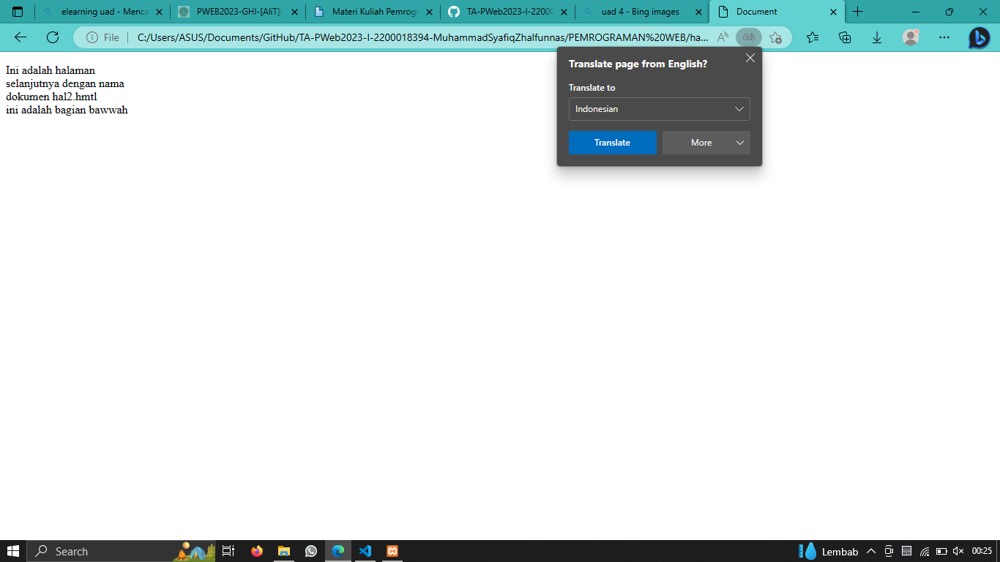 elearning uad - Menca
PWEB2023-GHI-[AliT]:
Materi Kuliah Pemrogr
TA-PWeb2023-I-22000
uad 4 - Bing images
Document
File
C:/Users/ASUS/Documents/GitHub/TA-PWeb2023-I-2200018394-MuhammadSyafiqZhalfunnas/PEMROGRAMAN%20WEB/ha...
Ini adalah halaman
selanjutnya dengan nama
dokumen hal2.hmtl
ini adalah bagian bawwah
Translate page from English?
Translate to
Indonesian
Translate
More
Search
Lembab
00:25